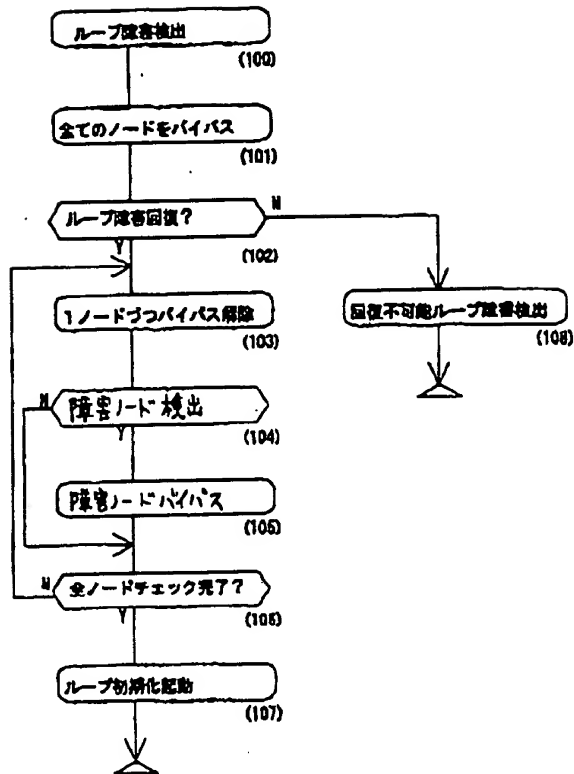 ループ障害検出
(100)
全てのノードをバイパス
(101)
ループ障害回復?
N
Y
(102)
1ノードづつバイパス解除
(103)
回復不可能ループ障害検出
(108)
N
障害ノード検出
Y
(104)
障害ノードバイパス
(105)
N
全ノードチェック完了?
Y
(106)
ループ初期化起動
(107)